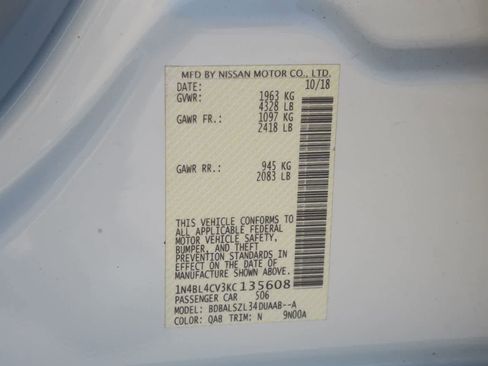 MFD BY NISSAN MOTOR CO., LTD.
DATE: 10/18
GVWR: 1963 KG
4328 LB
GAWR FR.: 1097 KG
2418 LB
GAWR RR.: 945 KG
2083 LB
THIS VEHICLE CONFORMS TO
ALL APPLICABLE FEDERAL
MOTOR VEHICLE SAFETY,
BUMPER, AND THEFT
PREVENTION STANDARDS
IN EFFECT ON THE DATE OF
MANUFACTURE SHOWN ABOVE.
1N4BL4CV3KC135608
PASSENGER CAR 506
MODEL: BDBALSZL34DUAAB--A
COLOR: QAB TRIM: N 9N00A